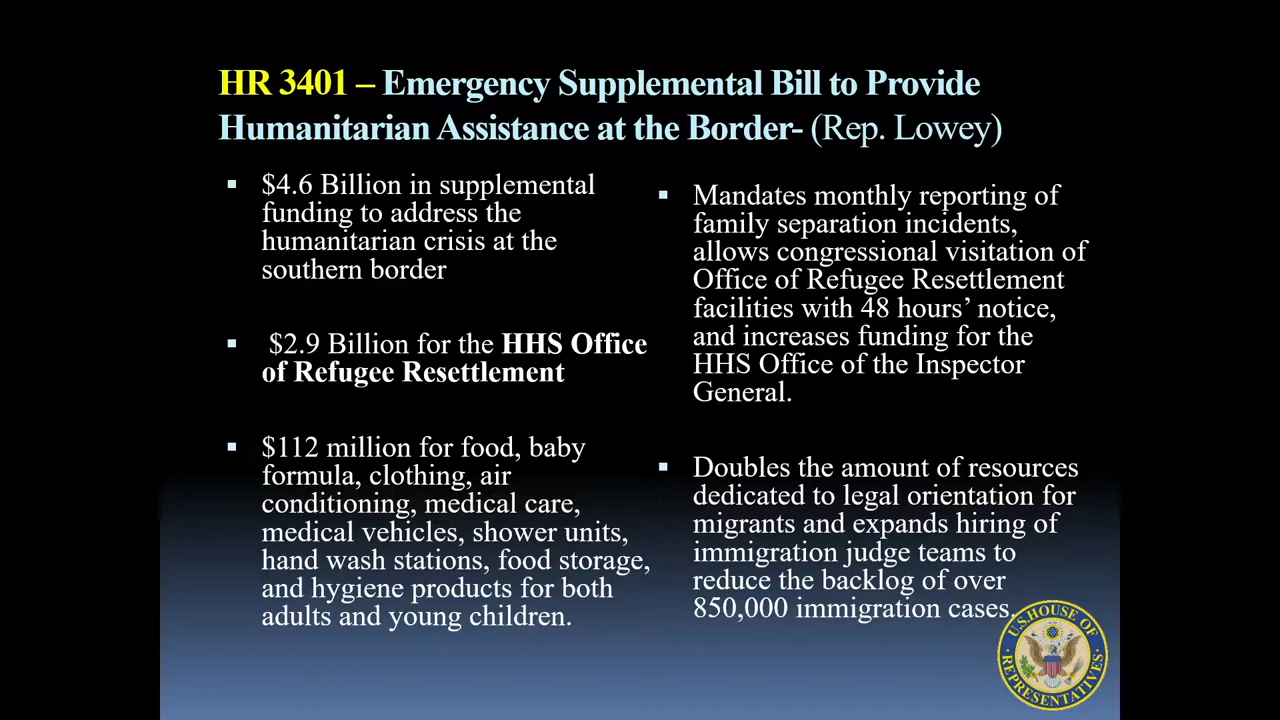 HR 3401 – Emergency Supplemental Bill to Provide
Humanitarian Assistance at the Border- (Rep. Lowey)
▪ $4.6 Billion in supplemental
funding to address the
humanitarian crisis at the
southern border
▪ $2.9 Billion for the HHS Office
of Refugee Resettlement
▪ $112 million for food, baby
formula, clothing, air
conditioning, medical care,
medical vehicles, shower units,
hand wash stations, food storage,
and hygiene products for both
adults and young children.
▪ Mandates monthly reporting of
family separation incidents,
allows congressional visitation of
Office of Refugee Resettlement
facilities with 48 hours’ notice,
and increases funding for the
HHS Office of the Inspector
General.
▪ Doubles the amount of resources
dedicated to legal orientation for
migrants and expands hiring of
immigration judge teams to
reduce the backlog of over
850,000 immigration cases.
U.S. HOUSE OF
REPRESENTATIVES